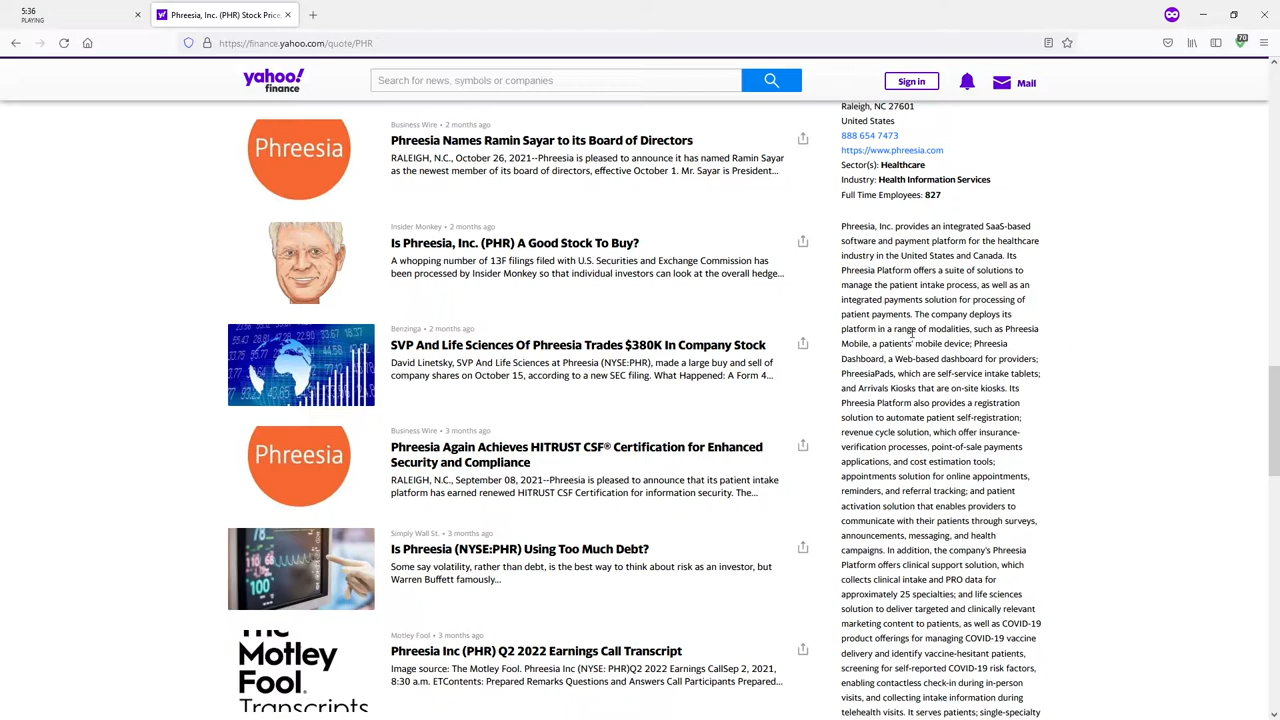 5:36
PLAYING
Phreesia, Inc. (PHR) Stock Price,
https://finance.yahoo.com/quote/PHR
70
yahoo!
finance
Search for news, symbols or companies
Sign in
Mail
Business Wire • 2 months ago
Phreesia
Phreesia Names Ramin Sayar to its Board of Directors
RALEIGH, N.C., October 26, 2021--Phreesia is pleased to announce it has named Ramin Sayar
as the newest member of its board of directors, effective October 1. Mr. Sayar is President...
Insider Monkey • 2 months ago
Is Phreesia, Inc. (PHR) A Good Stock To Buy?
A whopping number of 13F filings filed with U.S. Securities and Exchange Commission has
been processed by Insider Monkey so that individual investors can look at the overall hedge...
Benzinga • 2 months ago
SVP And Life Sciences Of Phreesia Trades $380K In Company Stock
David Linetsky, SVP And Life Sciences at Phreesia (NYSE:PHR), made a large buy and sell of
company shares on October 15, according to a new SEC filing. What Happened: A Form 4...
Business Wire • 3 months ago
Phreesia
Phreesia Again Achieves HITRUST CSF® Certification for Enhanced
Security and Compliance
RALEIGH, N.C., September 08, 2021--Phreesia is pleased to announce that its patient intake
platform has earned renewed HITRUST CSF Certification for information security. The...
Simply Wall St. • 3 months ago
Is Phreesia (NYSE:PHR) Using Too Much Debt?
Some say volatility, rather than debt, is the best way to think about risk as an investor, but
Warren Buffett famously...
100
Motley Fool • 3 months ago
The
Motley
Fool.
Transcripts
Phreesia Inc (PHR) Q2 2022 Earnings Call Transcript
Image source: The Motley Fool. Phreesia Inc (NYSE: PHR)Q2 2022 Earnings CallSep 2, 2021,
8:30 a.m. ETContents: Prepared Remarks Questions and Answers Call Participants Prepared...
Raleigh, NC 27601
United States
888 654 7473
https://www.phreesia.com
Sector(s): Healthcare
Industry: Health Information Services
Full Time Employees: 827
Phreesia, Inc. provides an integrated SaaS-based
software and payment platform for the healthcare
industry in the United States and Canada. Its
Phreesia Platform offers a suite of solutions to
manage the patient intake process, as well as an
integrated payments solution for processing of
patient payments. The company deploys its
platform in a range of modalities, such as Phreesia
Mobile, a patients' mobile device; Phreesia
Dashboard, a Web-based dashboard for providers;
PhreesiaPads, which are self-service intake tablets;
and Arrivals Kiosks that are on-site kiosks. Its
Phreesia Platform also provides a registration
solution to automate patient self-registration;
revenue cycle solution, which offer insurance-
verification processes, point-of-sale payments
applications, and cost estimation tools;
appointments solution for online appointments,
reminders, and referral tracking; and patient
activation solution that enables providers to
communicate with their patients through surveys,
announcements, messaging, and health
campaigns. In addition, the company's Phreesia
Platform offers clinical support solution, which
collects clinical intake and PRO data for
approximately 25 specialties; and life sciences
solution to deliver targeted and clinically relevant
marketing content to patients, as well as COVID-19
product offerings for managing COVID-19 vaccine
delivery and identify vaccine-hesitant patients,
screening for self-reported COVID-19 risk factors,
enabling contactless check-in during in-person
visits, and collecting intake information during
telehealth visits. It serves patients; single-specialty